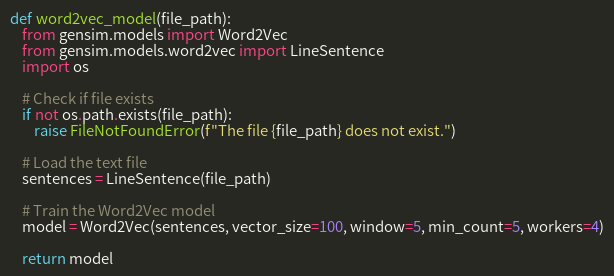 def word2vec_model(file_path):
from gensim.models import Word2Vec
from gensim.models.word2vec import LineSentence
import os
# Check if file exists
if not os.path.exists(file_path):
raise FileNotFoundError(f"The file {file_path} does not exist.")
# Load the text file
sentences = LineSentence(file_path)
# Train the Word2Vec model
model = Word2Vec(sentences, vector_size=100, window=5, min_count=5, workers=4)
return model